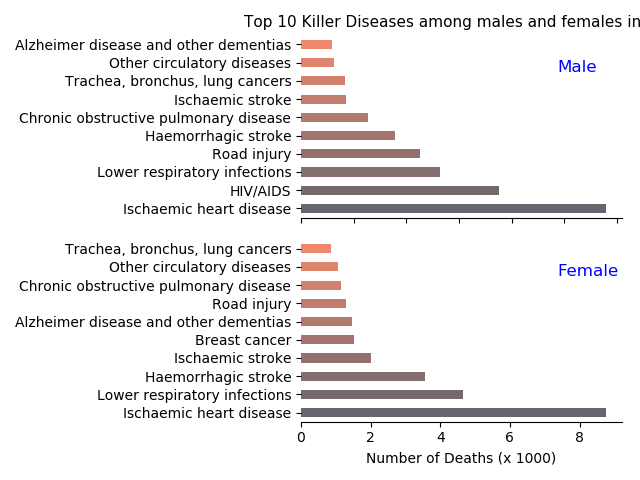 Top 10 Killer Diseases among males and females in
Alzheimer disease and other dementias
Other circulatory diseases
Male
Trachea, bronchus, lung cancers
Ischaemic stroke
Chronic obstructive pulmonary disease
Haemorrhagic stroke
Road injury
Lower respiratory infections
HIV/AIDS
Ischaemic heart disease
Trachea, bronchus, lung cancers
Other circulatory diseases
Female
Chronic obstructive pulmonary disease
Road injury
Alzheimer disease and other dementias
Breast cancer
Ischaemic stroke
Haemorrhagic stroke
Lower respiratory infections
Ischaemic heart disease
0 2 4 6 8
Number of Deaths (x 1000)